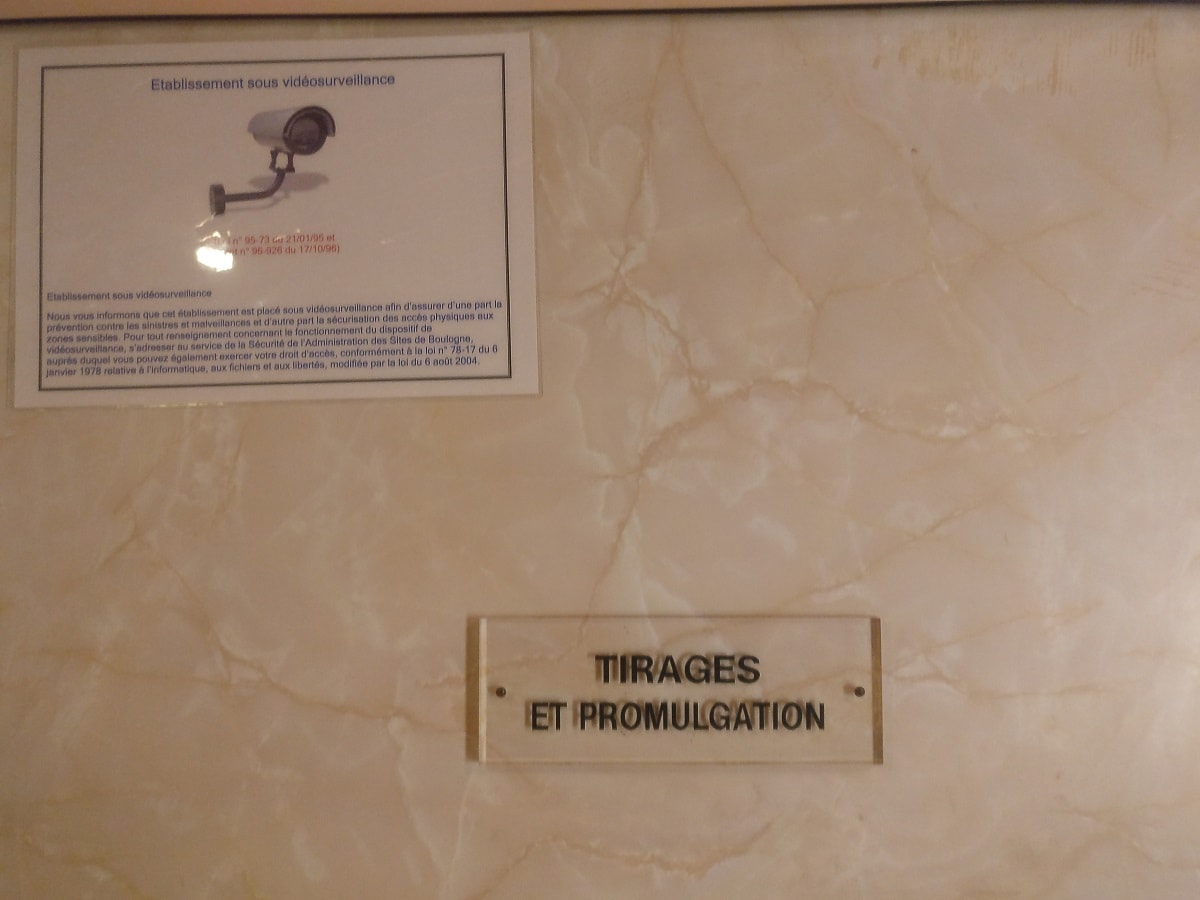 Etablissement sous vidéosurveillance
n° 95-73 du 21/01/95 et
n° 96-926 du 17/10/96)
Etablissement sous vidéosurveillance
Nous vous informons que cet établissement est placé sous vidéosurveillance afin d'assurer d'une part la
prévention contre les sinistres et malveillances et d'autre part la sécurisation des accès physiques aux
zones sensibles. Pour tout renseignement concernant le fonctionnement du dispositif de
vidéosurveillance, s'adresser au service de la Sécurité de l'Administration des Sites de Boulogne,
auprès duquel vous pouvez également exercer votre droit d'accès, conformément à la loi n° 78-17 du 6
janvier 1978 relative à l'informatique, aux fichiers et aux libertés, modifiée par la loi du 6 août 2004.
TIRAGES
ET PROMULGATION